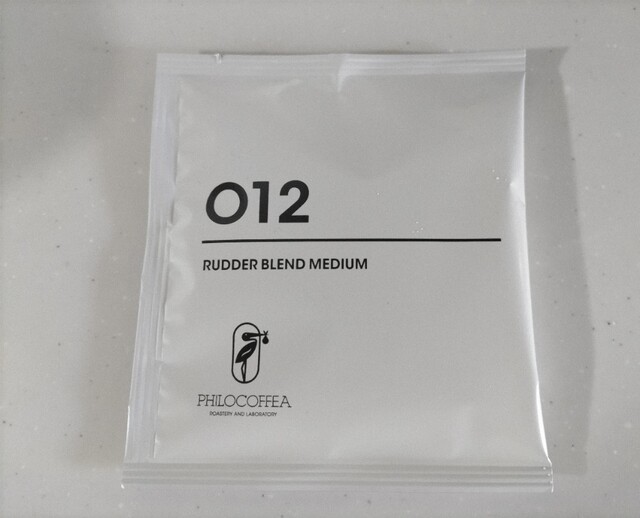 012
RUDDER BLEND MEDIUM
PHILOCOFFEA
ROASTERY AND LABORATORY